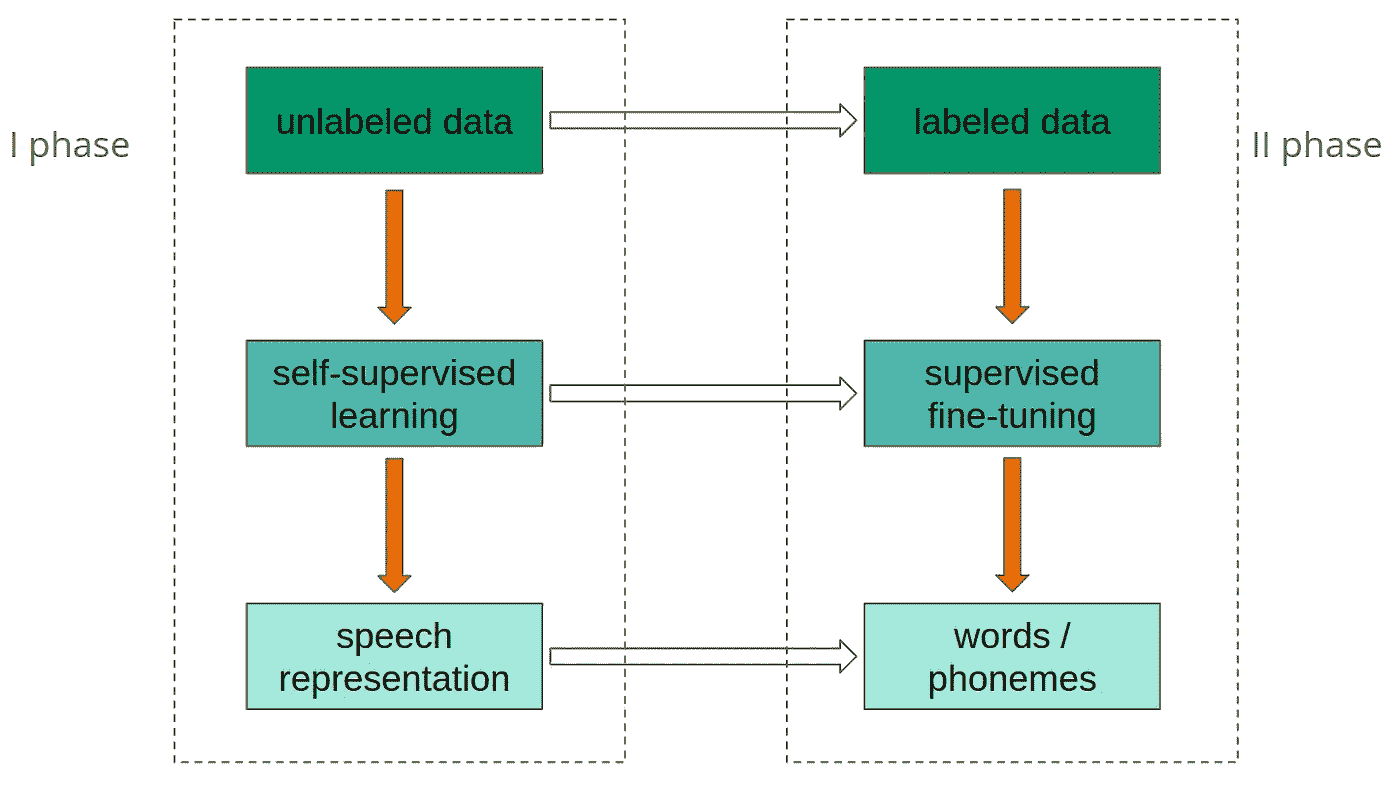 I phase
unlabeled data
self-supervised
learning
speech
representation
II phase
labeled data
supervised
fine-tuning
words /
phonemes